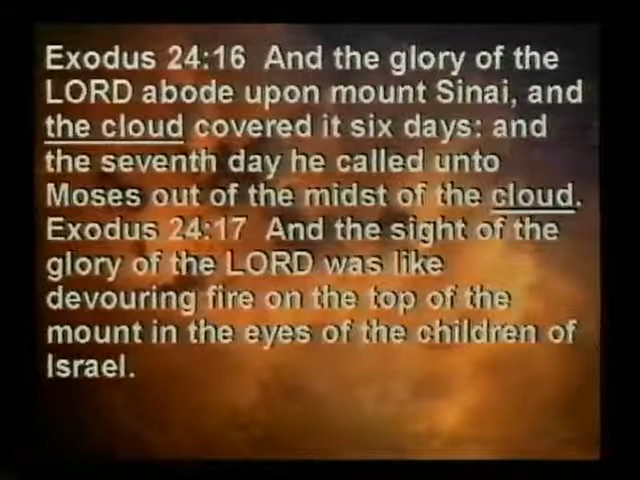 Exodus 24:16  And the glory of the
LORD abode upon mount Sinai, and
the cloud covered it six days: and
the seventh day he called unto
Moses out of the midst of the cloud.
Exodus 24:17  And the sight of the
glory of the LORD was like
devouring fire on the top of the
mount in the eyes of the children of
Israel.